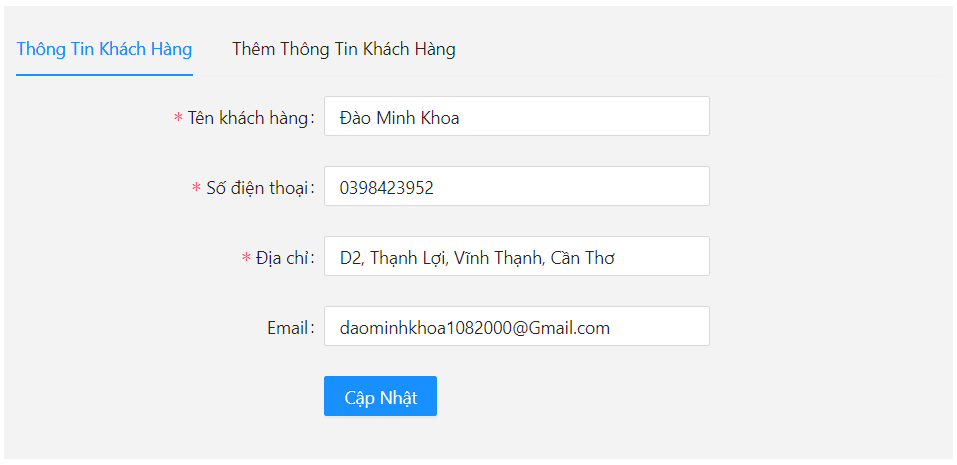 Thông Tin Khách Hàng Thêm Thông Tin Khách Hàng
* Tên khách hàng: Đào Minh Khoa
* Số điện thoại: 0398423952
* Địa chỉ: D2, Thạnh Lợi, Vĩnh Thạnh, Cần Thơ
Email: daominhkhoa1082000@Gmail.com
Cập Nhật